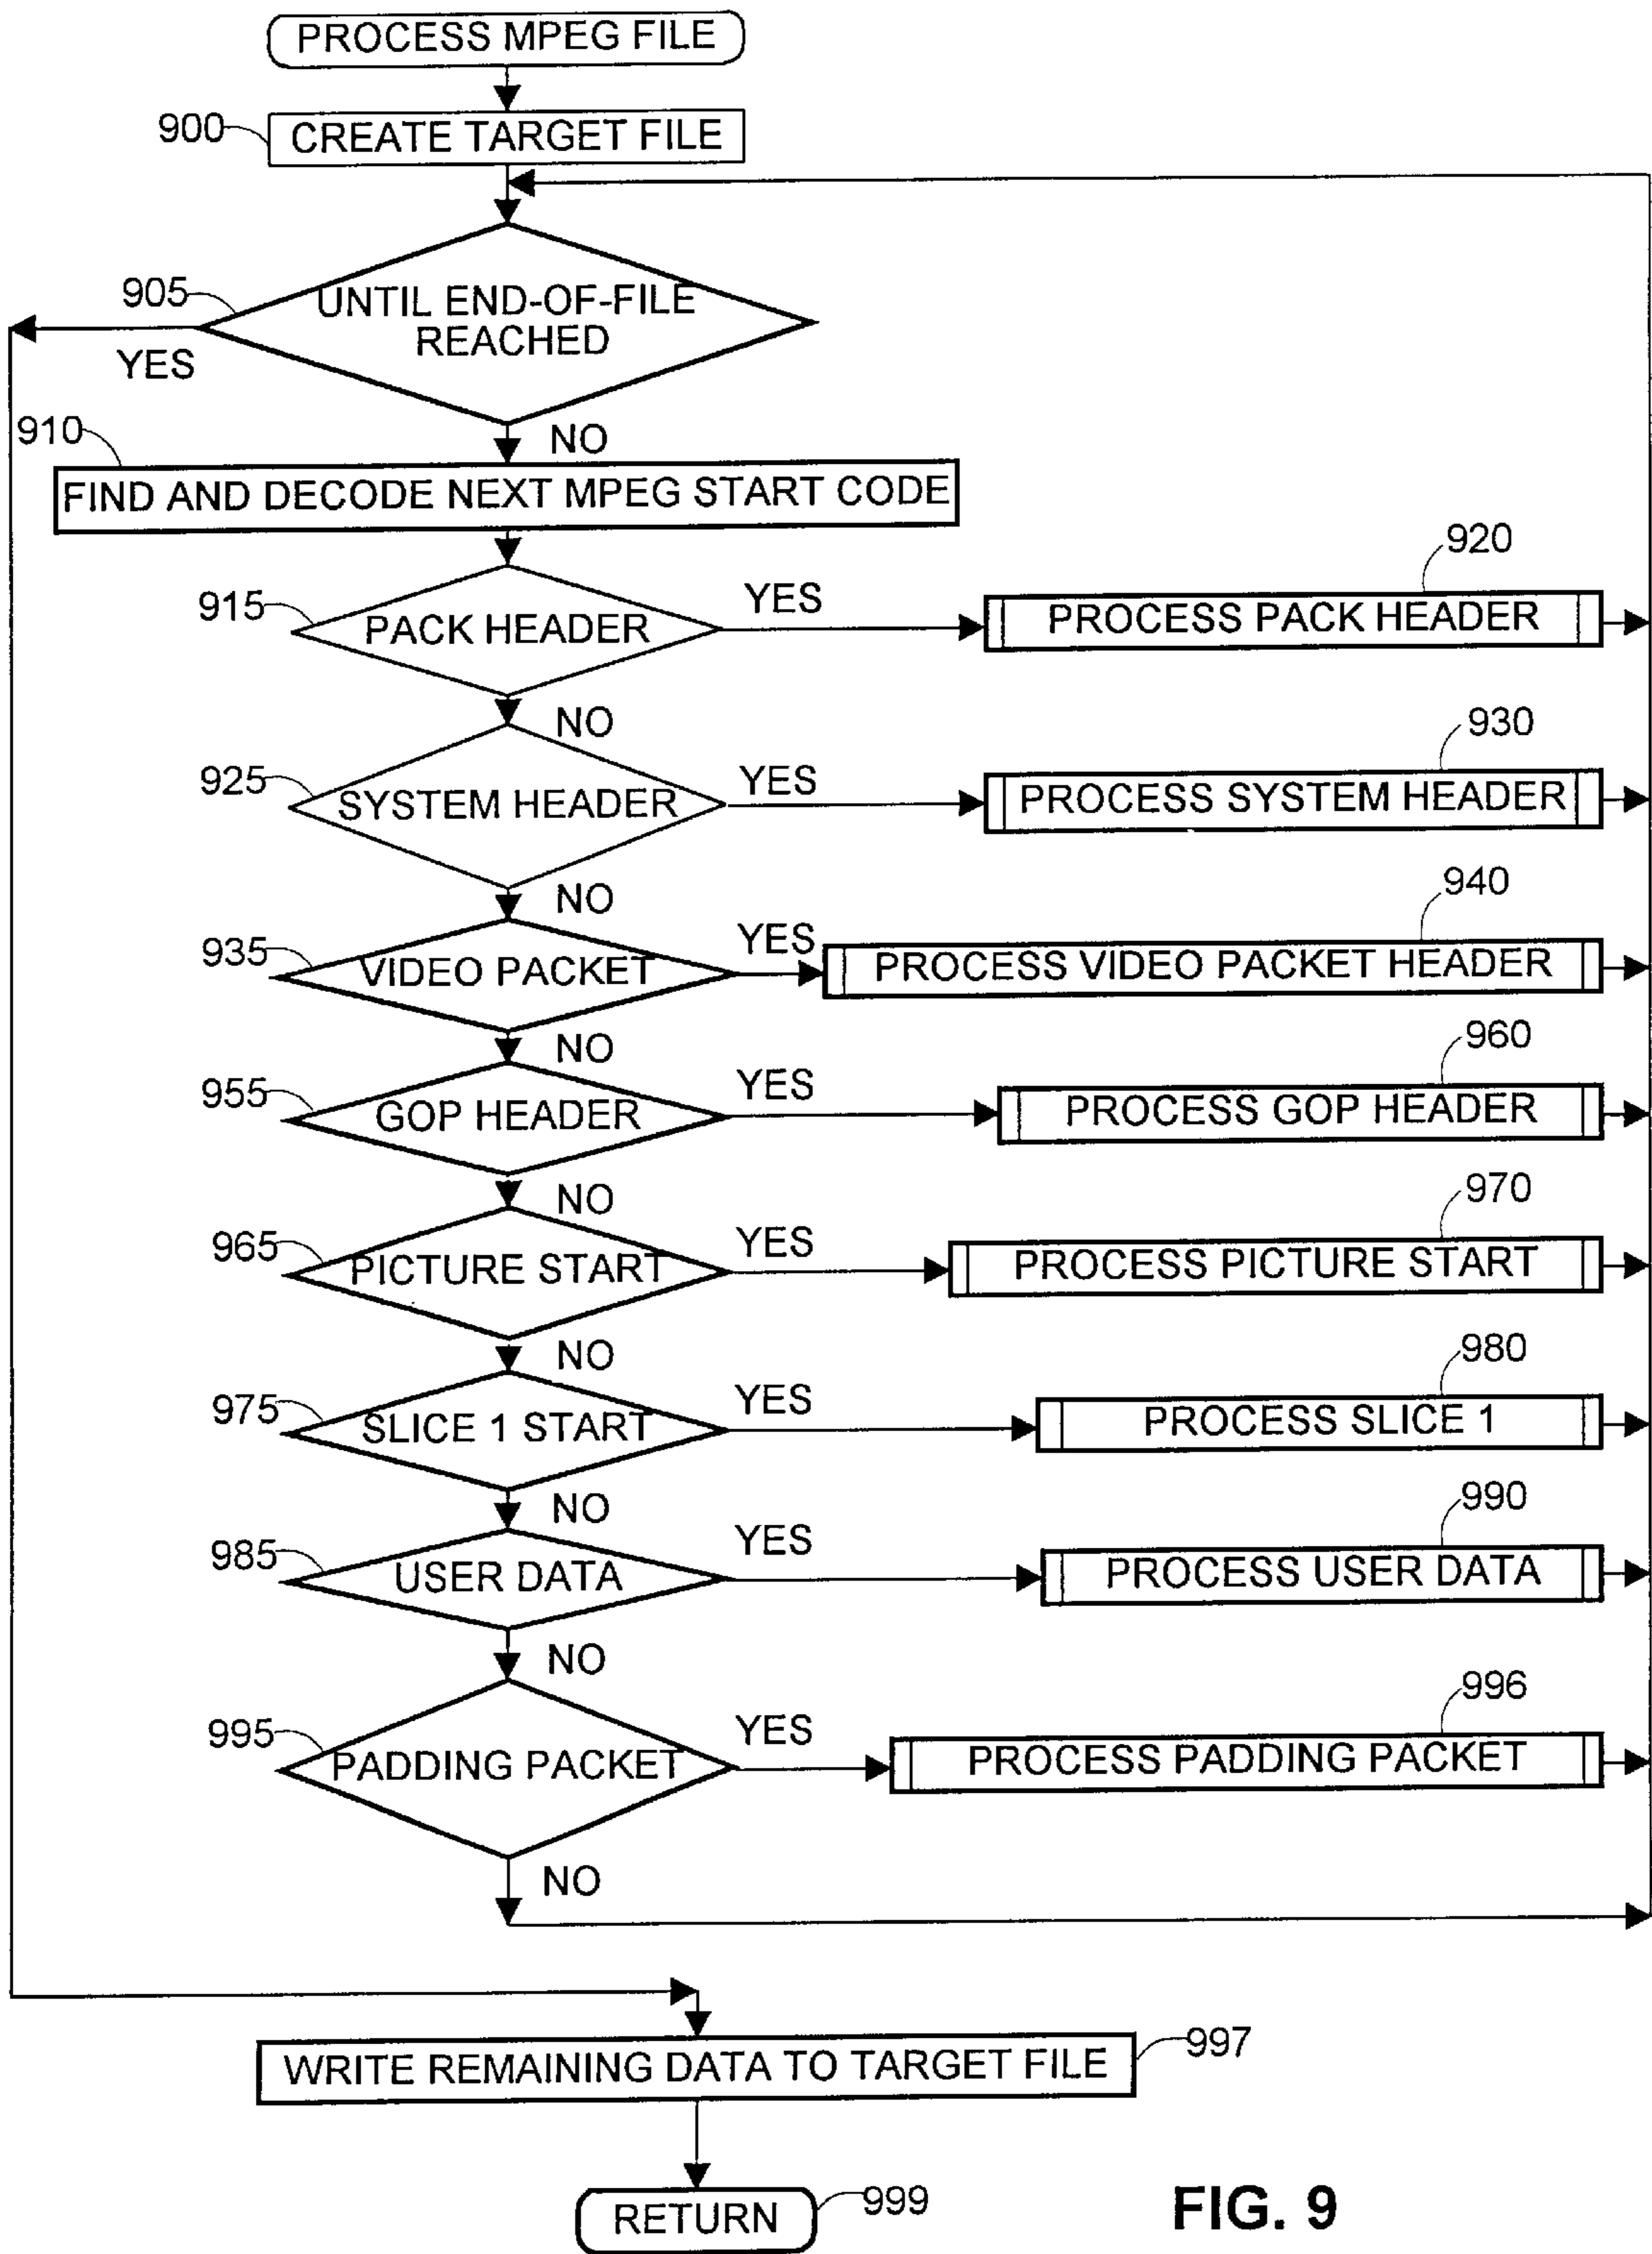 PROCESS MPEG FILE
900
CREATE TARGET FILE
905
UNTIL END-OF-FILE
REACHED
YES
NO
910
FIND AND DECODE NEXT MPEG START CODE
915
PACK HEADER
YES
920
PROCESS PACK HEADER
NO
925
SYSTEM HEADER
YES
930
PROCESS SYSTEM HEADER
NO
935
VIDEO PACKET
YES
940
PROCESS VIDEO PACKET HEADER
NO
955
GOP HEADER
YES
960
PROCESS GOP HEADER
NO
965
PICTURE START
YES
970
PROCESS PICTURE START
NO
975
SLICE 1 START
YES
980
PROCESS SLICE 1
NO
985
USER DATA
YES
990
PROCESS USER DATA
NO
995
PADDING PACKET
YES
996
PROCESS PADDING PACKET
NO
WRITE REMAINING DATA TO TARGET FILE
997
RETURN
999
FIG. 9